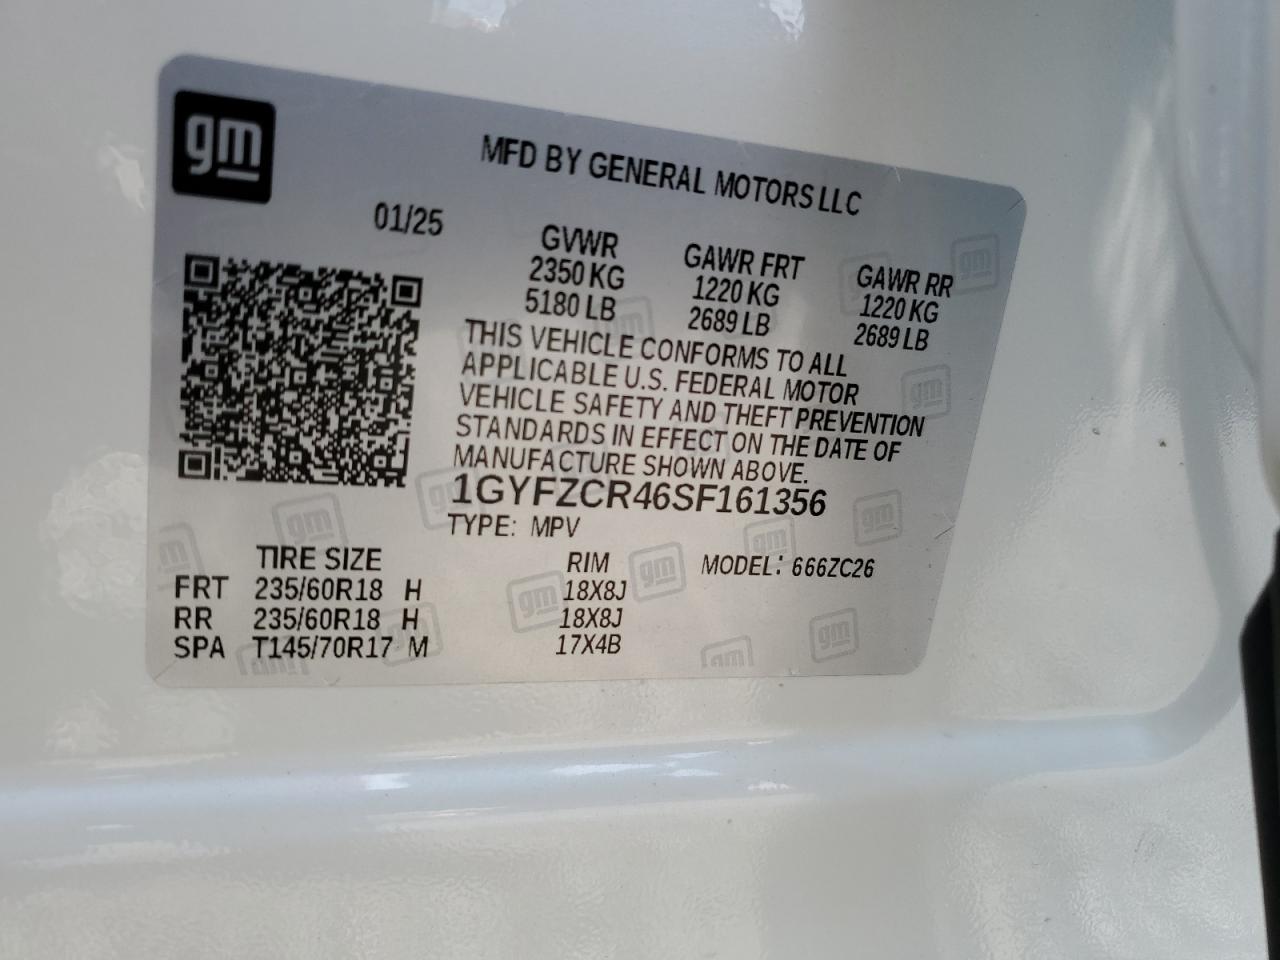 gm
MFD BY GENERAL MOTORS LLC
01/25
GVWR GAWR FRT GAWR RR
2350 KG 1220 KG 1220 KG
5180 LB 2689 LB 2689 LB
THIS VEHICLE CONFORMS TO ALL
APPLICABLE U.S. FEDERAL MOTOR
VEHICLE SAFETY AND THEFT PREVENTION
STANDARDS IN EFFECT ON THE DATE OF
MANUFACTURE SHOWN ABOVE.
1GYFZCR46SF161356
TYPE: MPV
TIRE SIZE RIM MODEL: 666ZC26
FRT 235/60R18 H 18X8J
RR 235/60R18 H 18X8J
SPA T145/70R17 M 17X4B